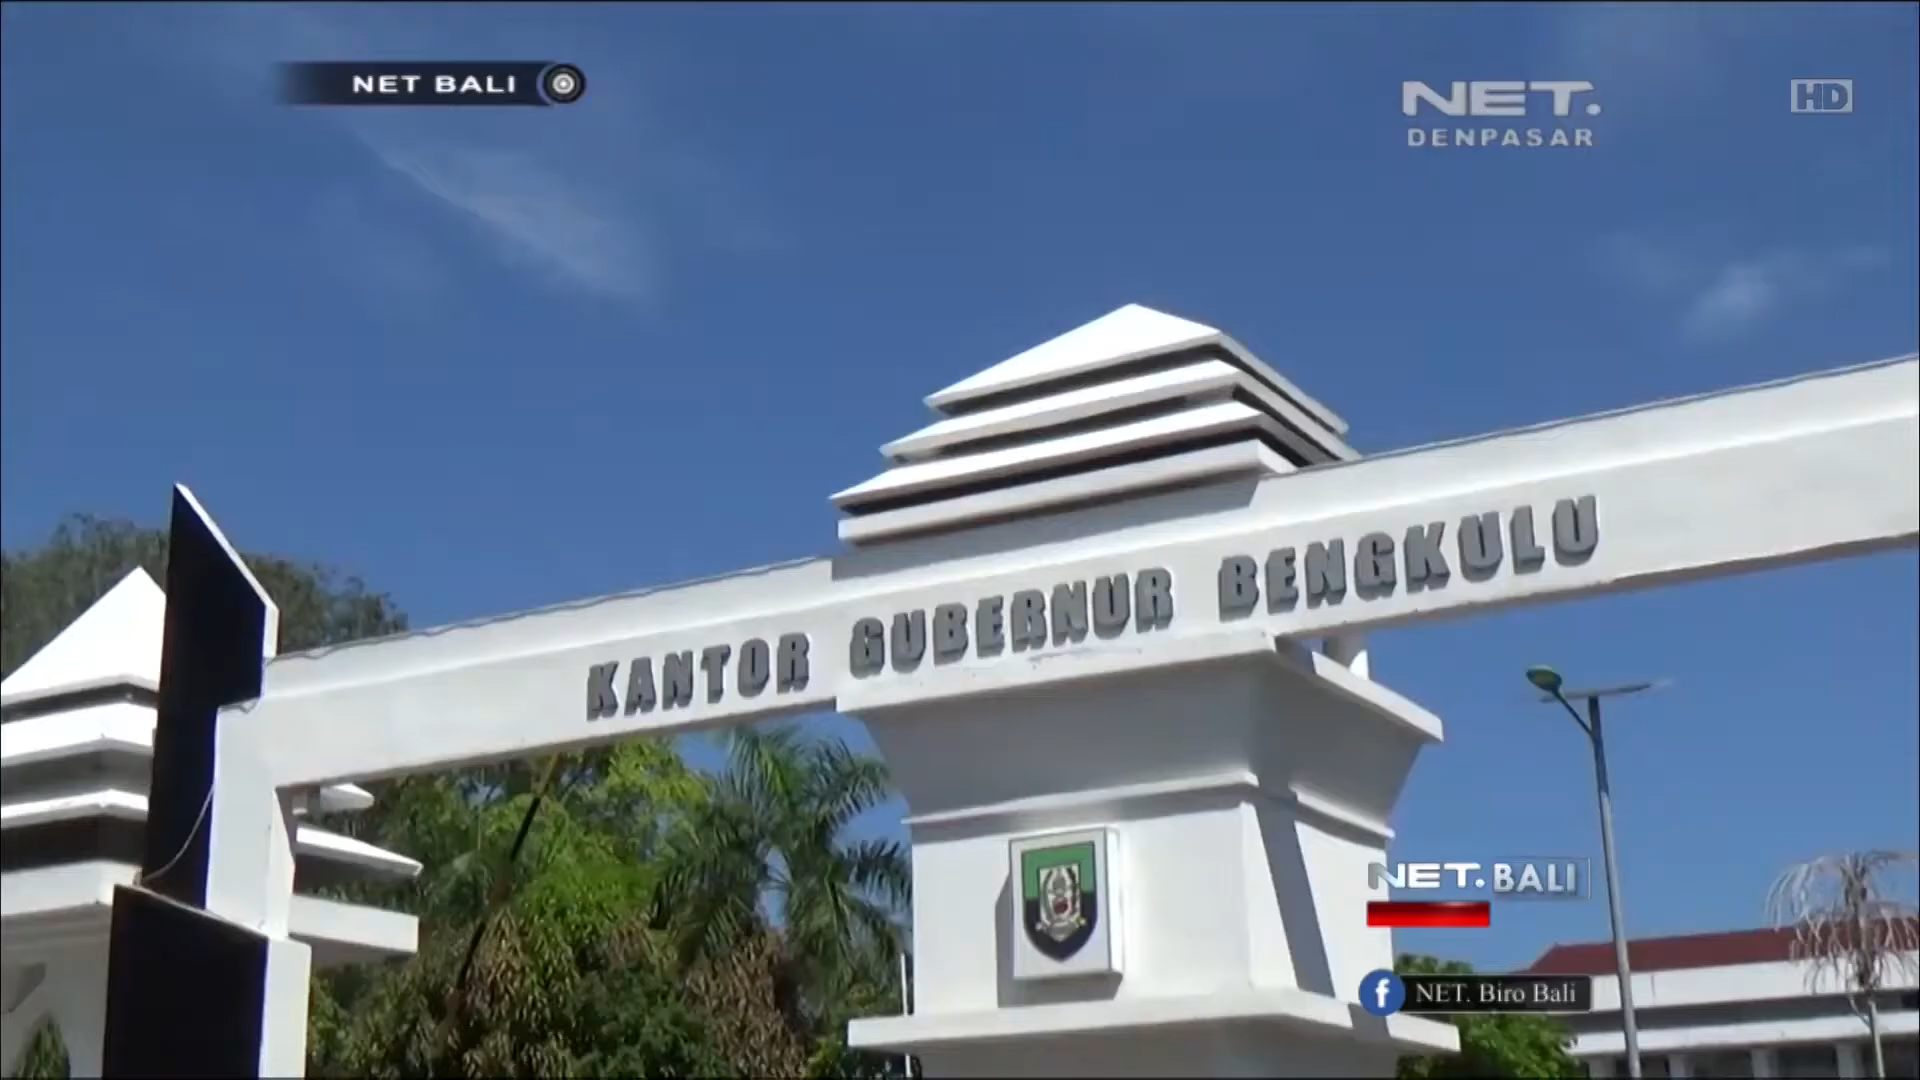 NET BALI
NET.
DENPASAR
HD
KANTOR GUBERNUR BENGKULU
NET. BALI
NET. Biro Bali